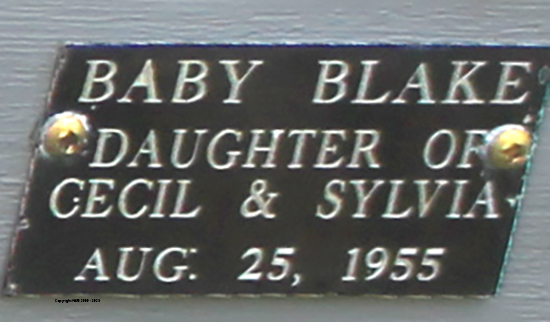 BABY BLAKE
DAUGHTER OF
CECIL & SYLVIA
AUG. 25, 1955